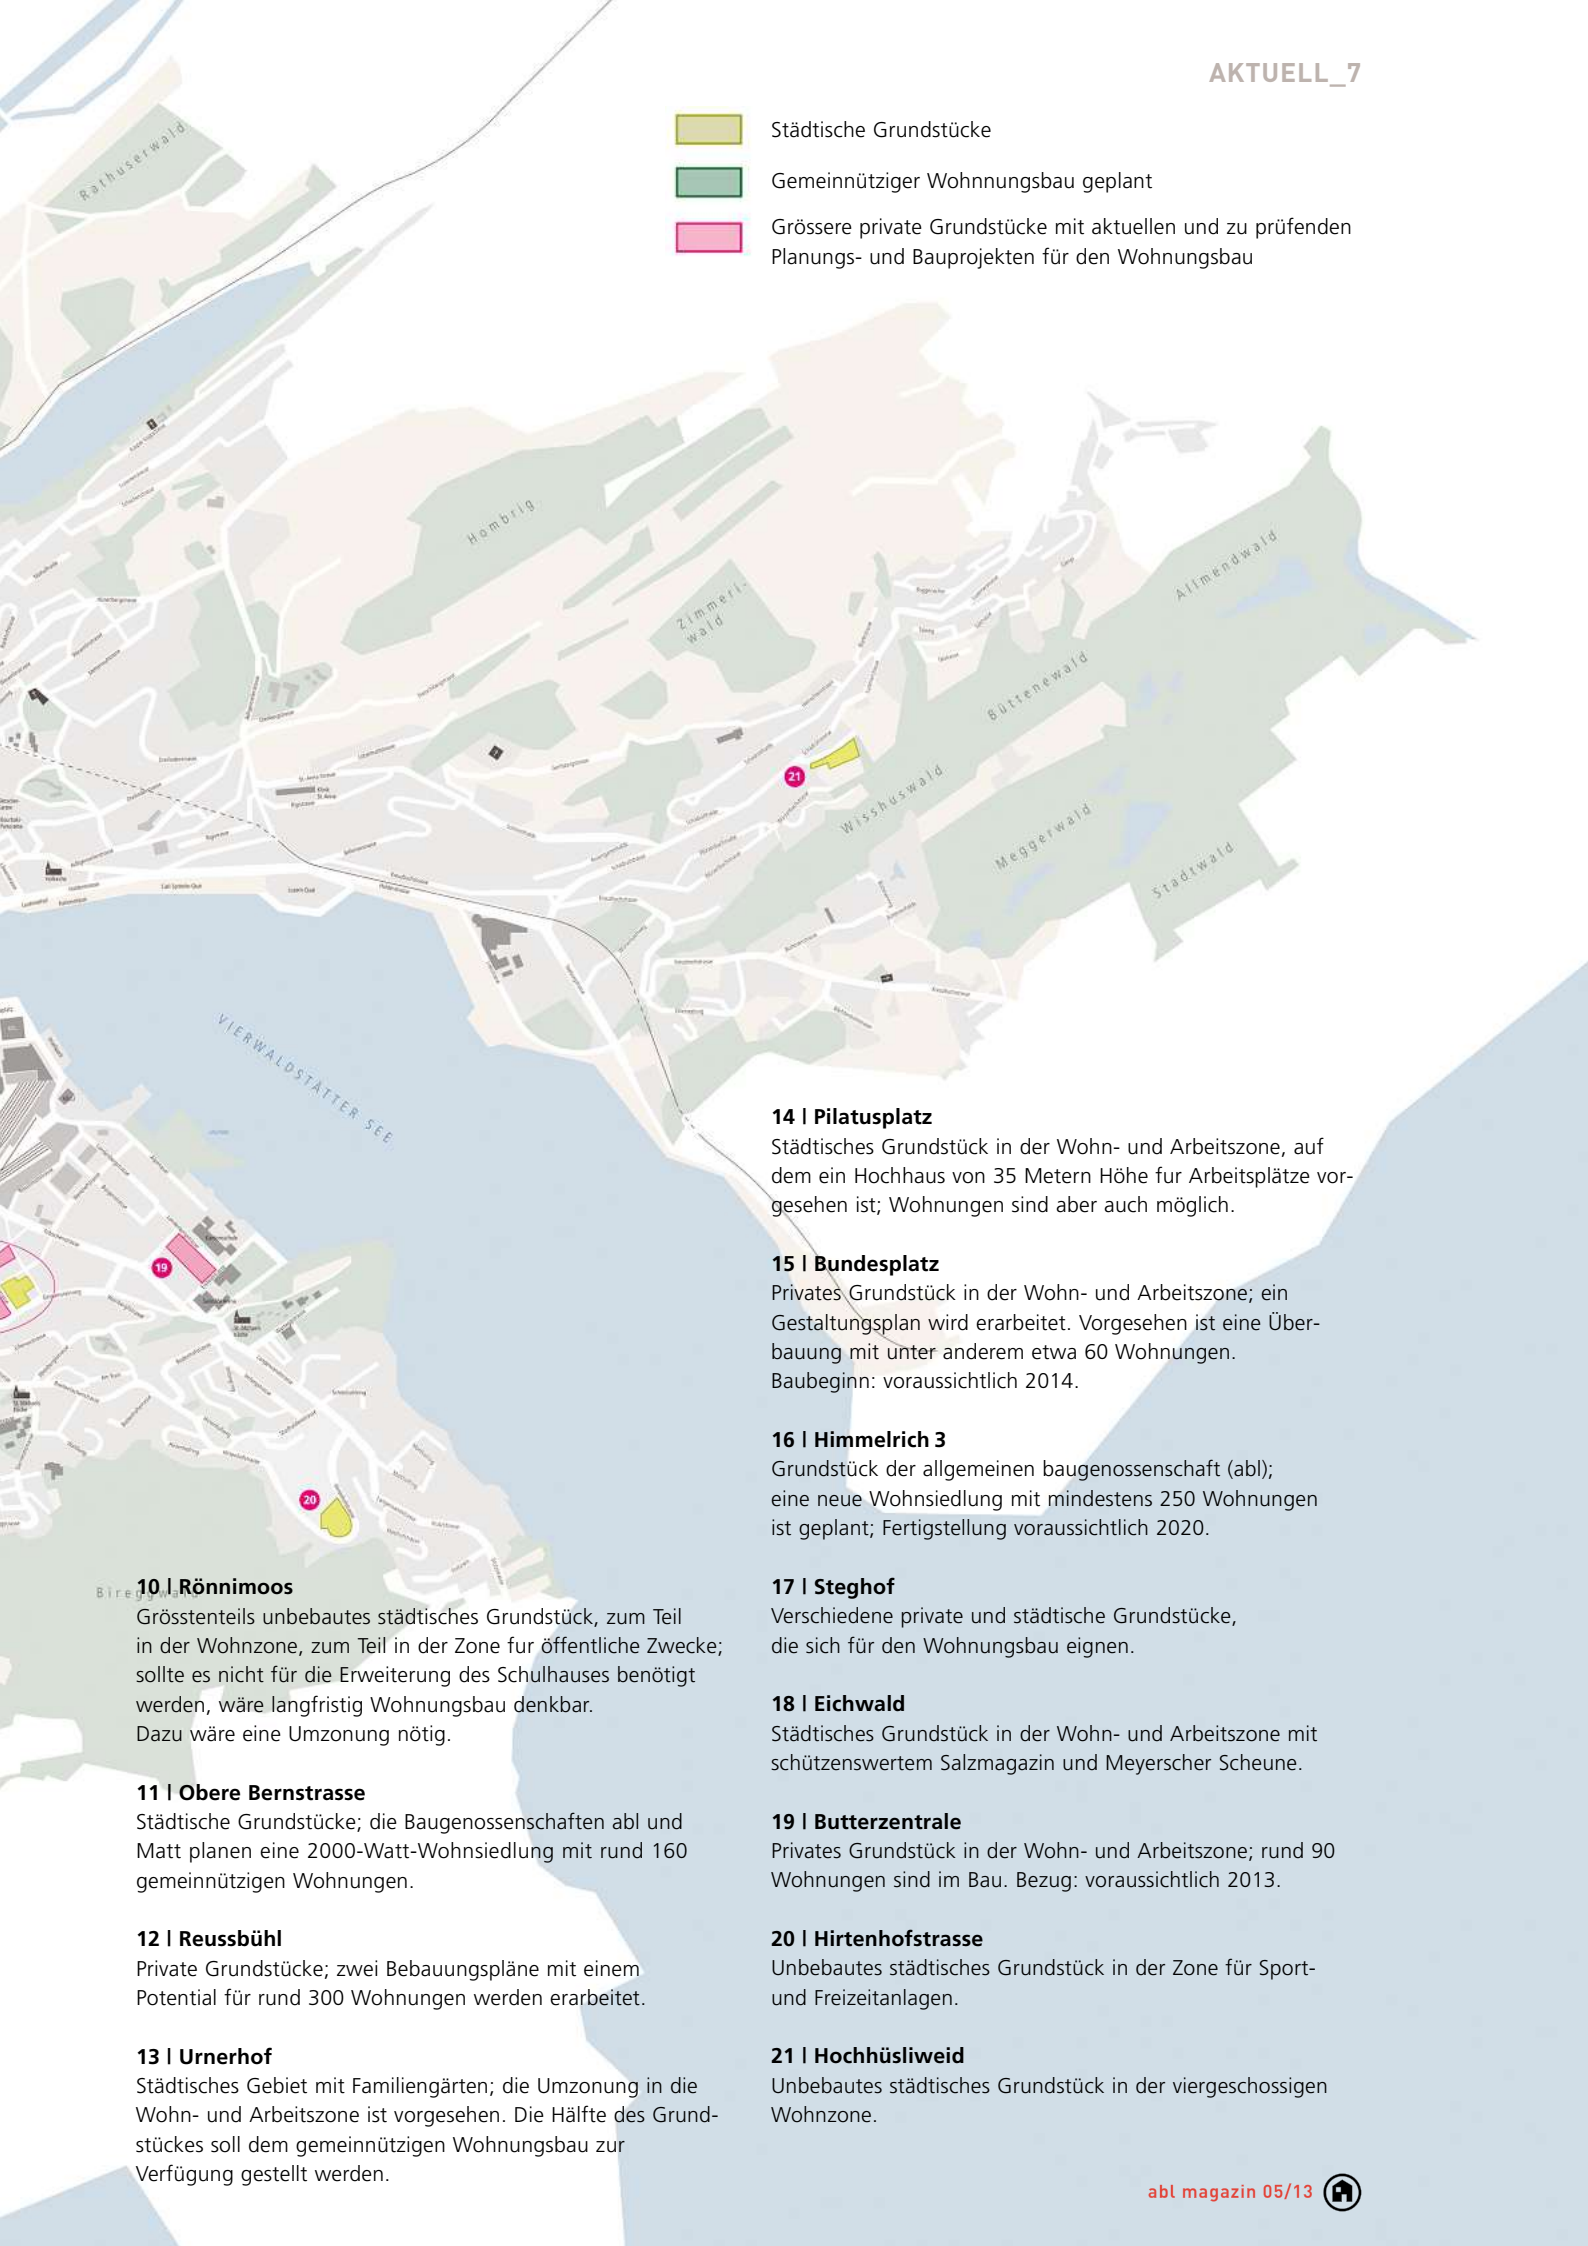 AKTUELL_7
Städtische Grundstücke
Gemeinnütziger Wohnnungsbau geplant
Grössere private Grundstücke mit aktuellen und zu prüfenden
Planungs- und Bauprojekten für den Wohnungsbau
Rathuserwald
Hombrig
Zimmeri-
wald
Allmendwald
Büttenewald
21
Wisshuswald
Meggerwald
Stadtwald
VIERWALDSTÄTTER SEE
19
20
Bireggwald
10 | Rönnimoos
Grösstenteils unbebautes städtisches Grundstück, zum Teil
in der Wohnzone, zum Teil in der Zone fur öffentliche Zwecke;
sollte es nicht für die Erweiterung des Schulhauses benötigt
werden, wäre langfristig Wohnungsbau denkbar.
Dazu wäre eine Umzonung nötig.
11 | Obere Bernstrasse
Städtische Grundstücke; die Baugenossenschaften abl und
Matt planen eine 2000-Watt-Wohnsiedlung mit rund 160
gemeinnützigen Wohnungen.
12 | Reussbühl
Private Grundstücke; zwei Bebauungspläne mit einem
Potential für rund 300 Wohnungen werden erarbeitet.
13 | Urnerhof
Städtisches Gebiet mit Familiengärten; die Umzonung in die
Wohn- und Arbeitszone ist vorgesehen. Die Hälfte des Grund-
stückes soll dem gemeinnützigen Wohnungsbau zur
Verfügung gestellt werden.
14 | Pilatusplatz
Städtisches Grundstück in der Wohn- und Arbeitszone, auf
dem ein Hochhaus von 35 Metern Höhe fur Arbeitsplätze vor-
gesehen ist; Wohnungen sind aber auch möglich.
15 | Bundesplatz
Privates Grundstück in der Wohn- und Arbeitszone; ein
Gestaltungsplan wird erarbeitet. Vorgesehen ist eine Über-
bauung mit unter anderem etwa 60 Wohnungen.
Baubeginn: voraussichtlich 2014.
16 | Himmelrich 3
Grundstück der allgemeinen baugenossenschaft (abl);
eine neue Wohnsiedlung mit mindestens 250 Wohnungen
ist geplant; Fertigstellung voraussichtlich 2020.
17 | Steghof
Verschiedene private und städtische Grundstücke,
die sich für den Wohnungsbau eignen.
18 | Eichwald
Städtisches Grundstück in der Wohn- und Arbeitszone mit
schützenswertem Salzmagazin und Meyerscher Scheune.
19 | Butterzentrale
Privates Grundstück in der Wohn- und Arbeitszone; rund 90
Wohnungen sind im Bau. Bezug: voraussichtlich 2013.
20 | Hirtenhofstrasse
Unbebautes städtisches Grundstück in der Zone für Sport-
und Freizeitanlagen.
21 | Hochhüsliweid
Unbebautes städtisches Grundstück in der viergeschossigen
Wohnzone.
abl magazin 05/13